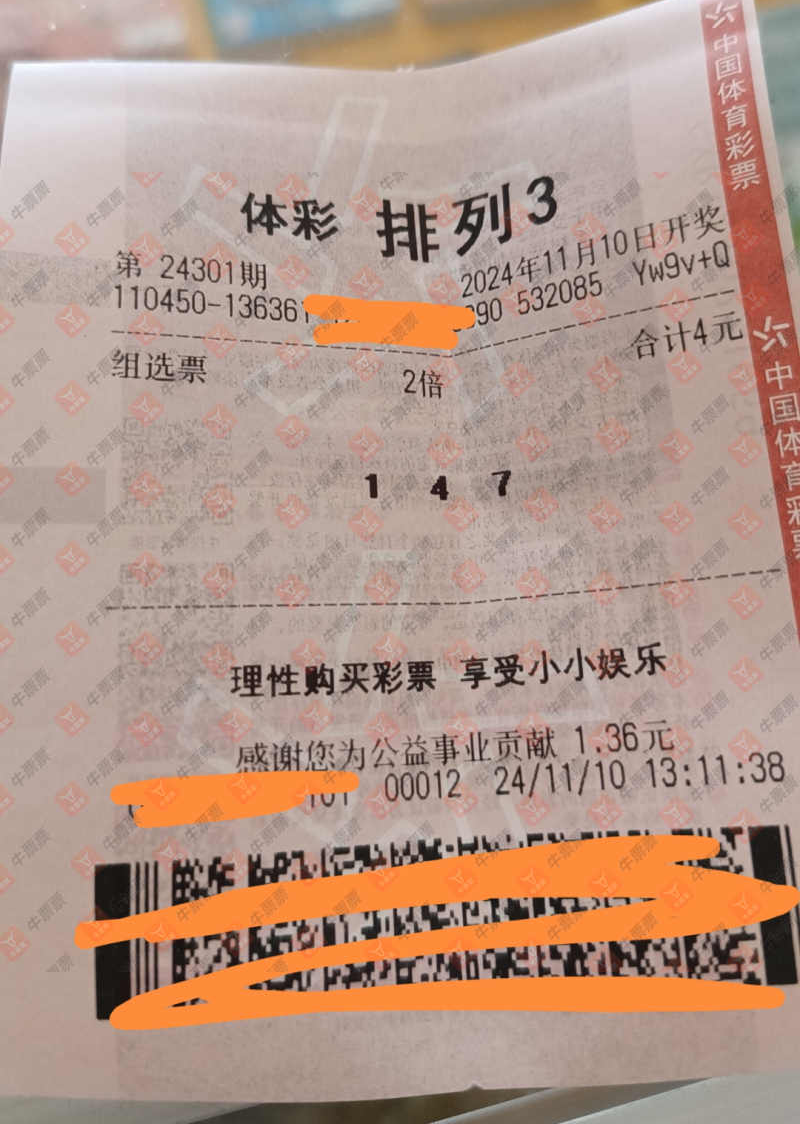 体彩 排列3
第 24301期 2024年11月10日开奖
110450-136361 90 532085 Yw9v+Q
组选票 2倍 合计4元
1 4 7
理性购买彩票 享受小小娱乐
感谢您为公益事业贡献 1.36元
101 00012 24/11/10 13:11:38
中国体育彩票
中国体育彩票
牛票票